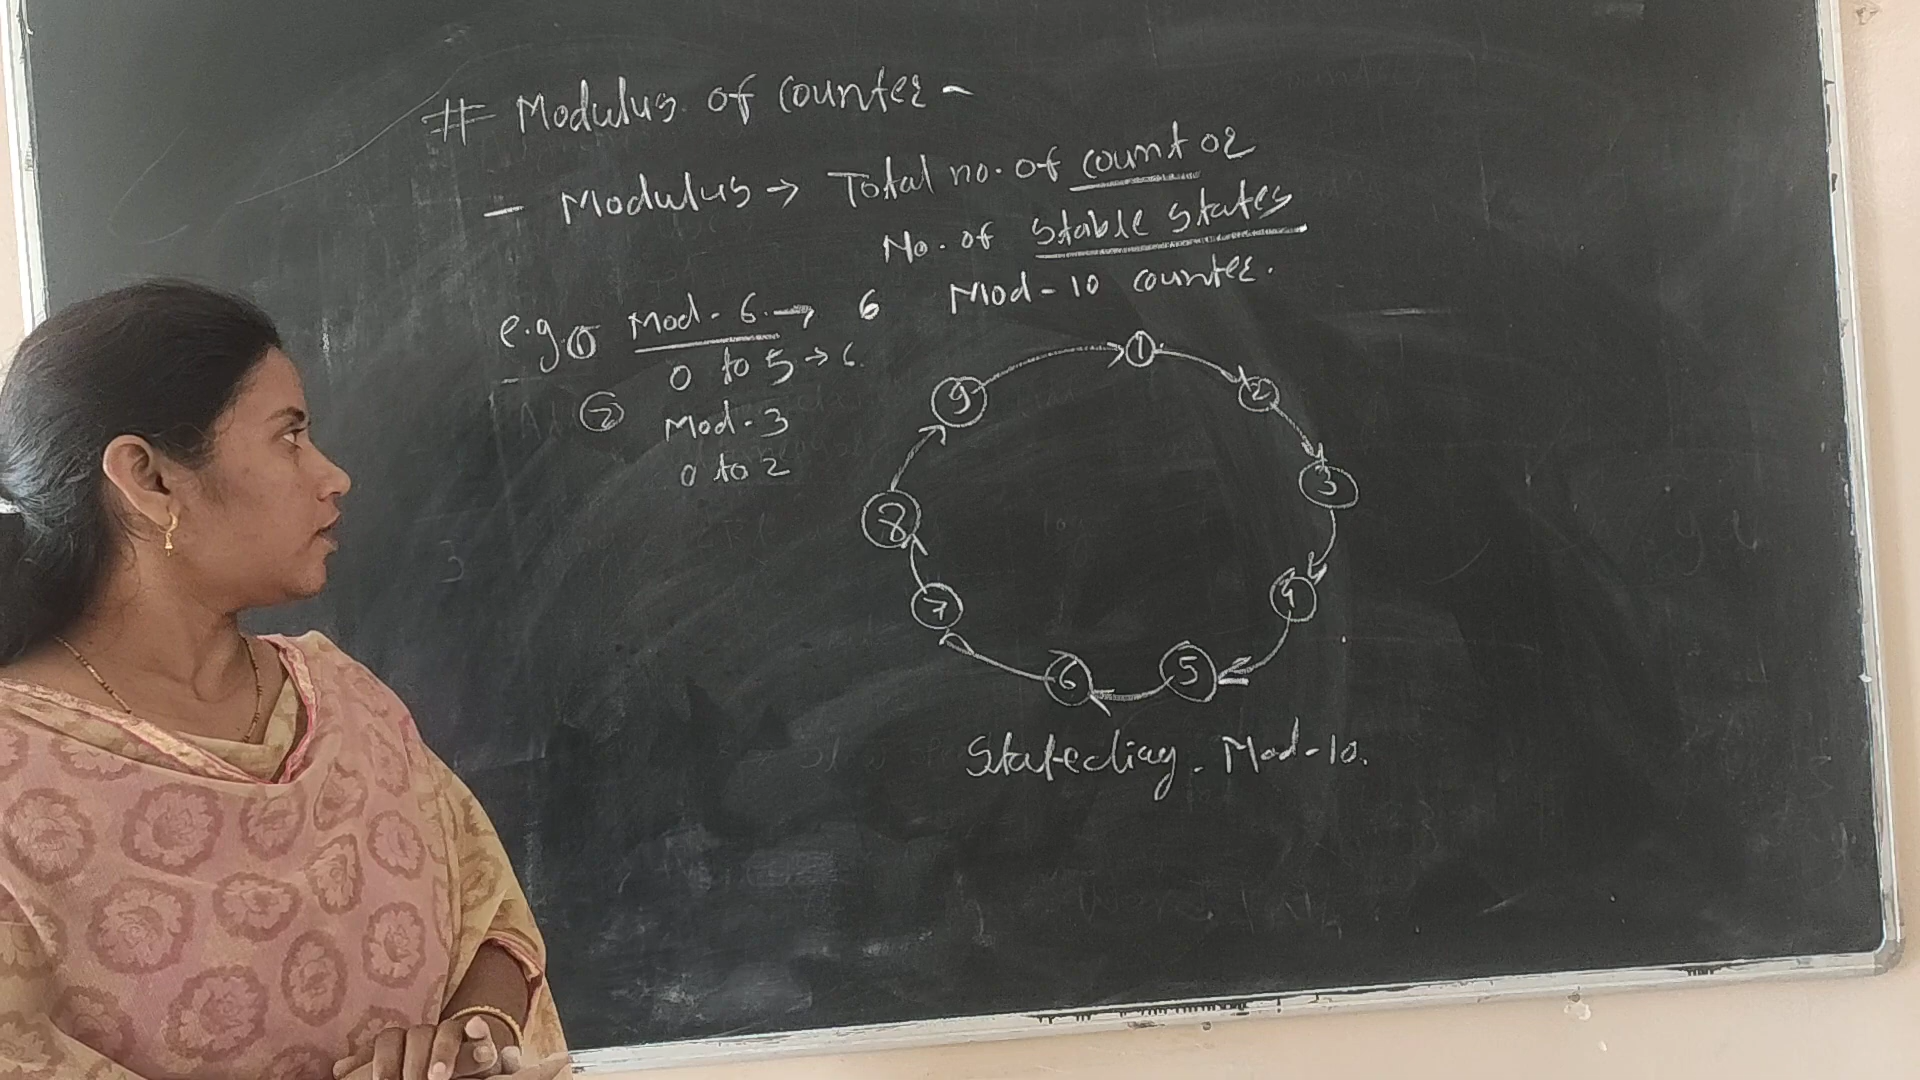 # Modulus of counter -
- Modulus → Total no. of count or
No. of stable states
e.g. ① Mod - 6 → 6
0 to 5 → 6.
② Mod - 3
0 to 2
Mod - 10 counter.
1
2
3
4
5
6
7
8
9
State diag. Mod - 10.